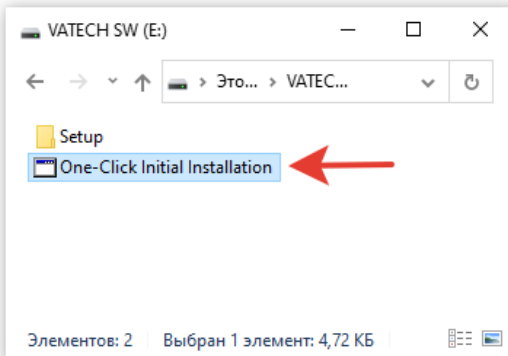 VATECH SW (E:)
Это... VATEC...
Setup
One-Click Initial Installation
Элементов: 2 Выбран 1 элемент: 4,72 КБ